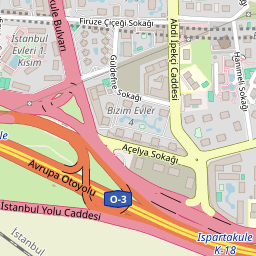 Firuze Çiçeği Sokağı
İstanbul
Evleri 1.
Kısım
Abdi İpekçi Caddesi
Hanımeli Sokağı
Sokağı
Bizim Evler
4
Açelya Sokağı
Avrupa Otoyolu
O-3
İstanbul Yolu Caddesi
İstanbul
Ispartakule
K-18